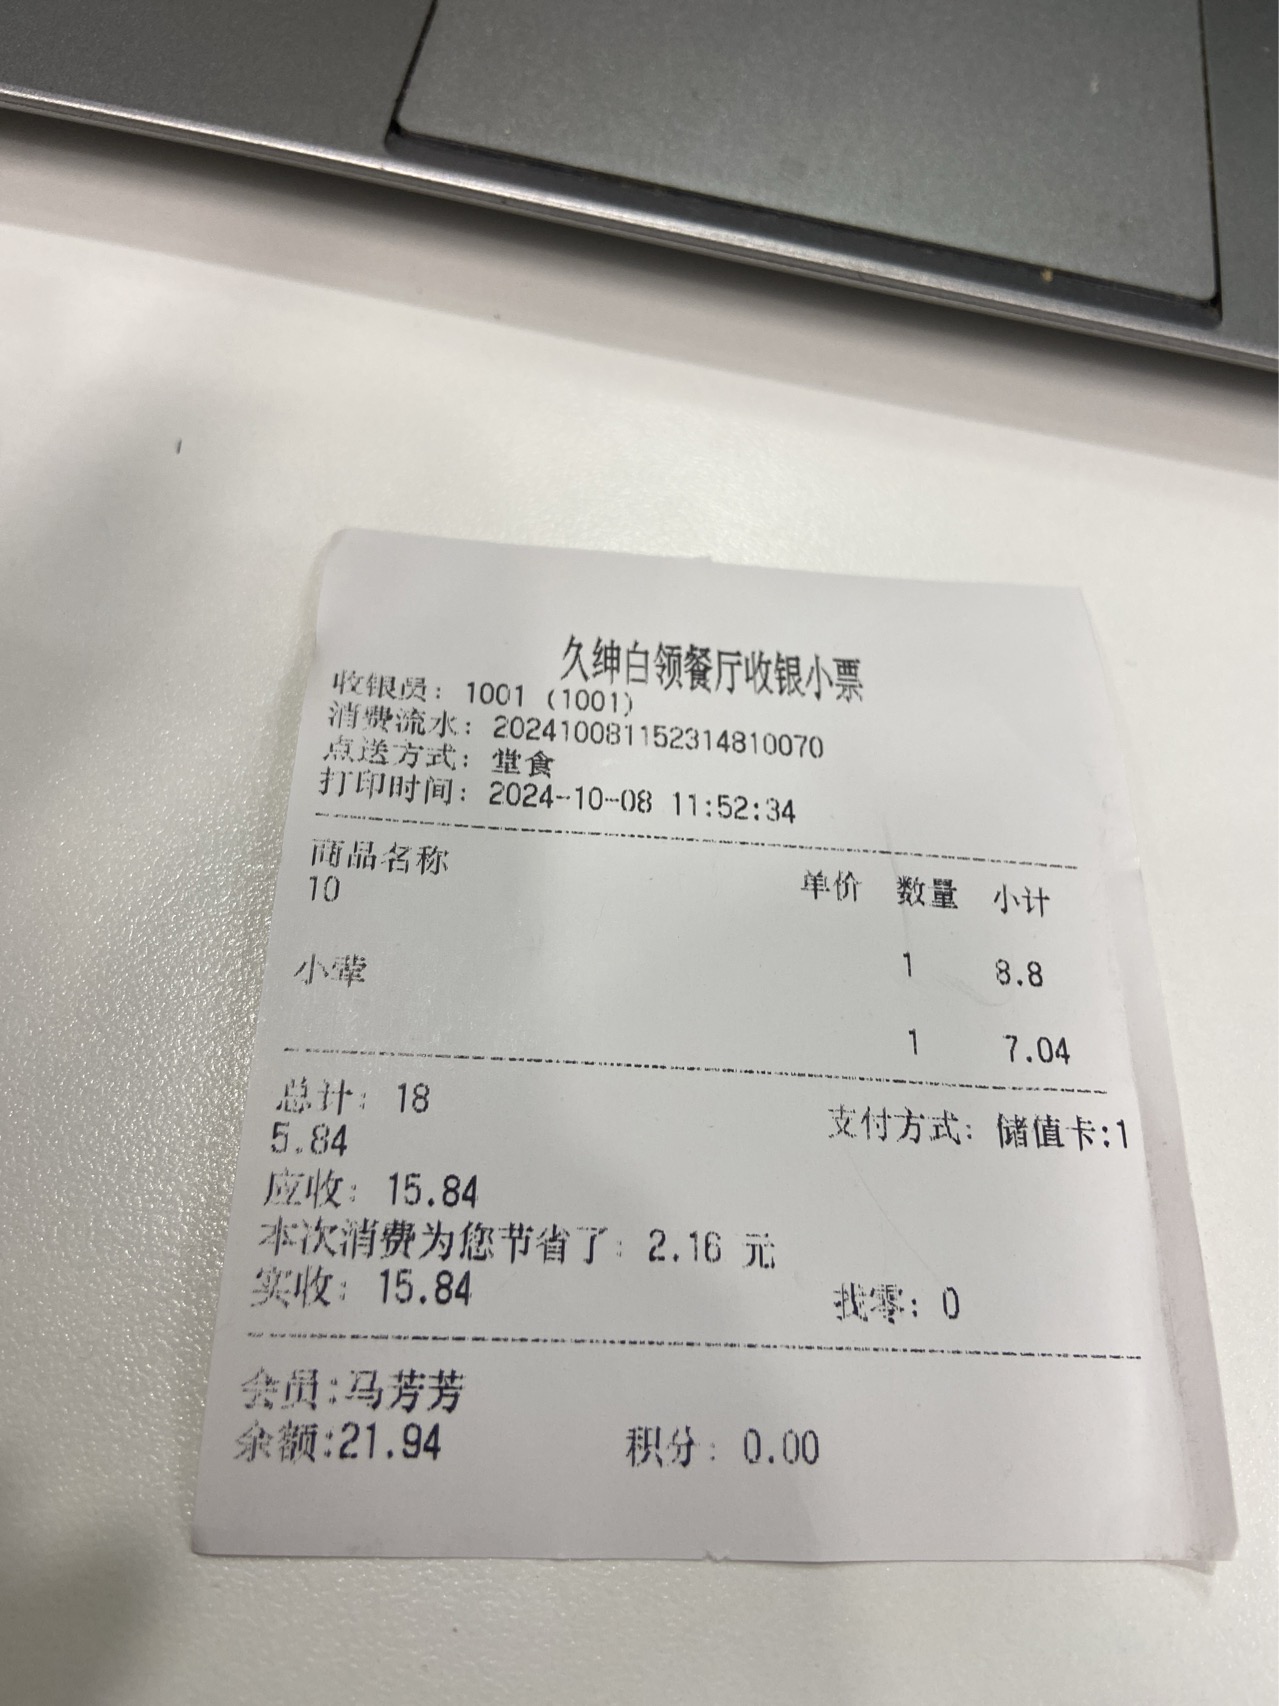 久绅白领餐厅收银小票
收银员：1001 (1001)
消费流水：2024100811152314810070
点送方式：堂食
打印时间：2024-10-08 11:52:34
商品名称 单价 数量 小计
10
1 8.8
小荤
1 7.04
总计：18 支付方式：储值卡:1
5.84
应收：15.84
本次消费为您节省了：2.16 元
实收：15.84 找零：0
会员:马芳芳
余额:21.94 积分：0.00